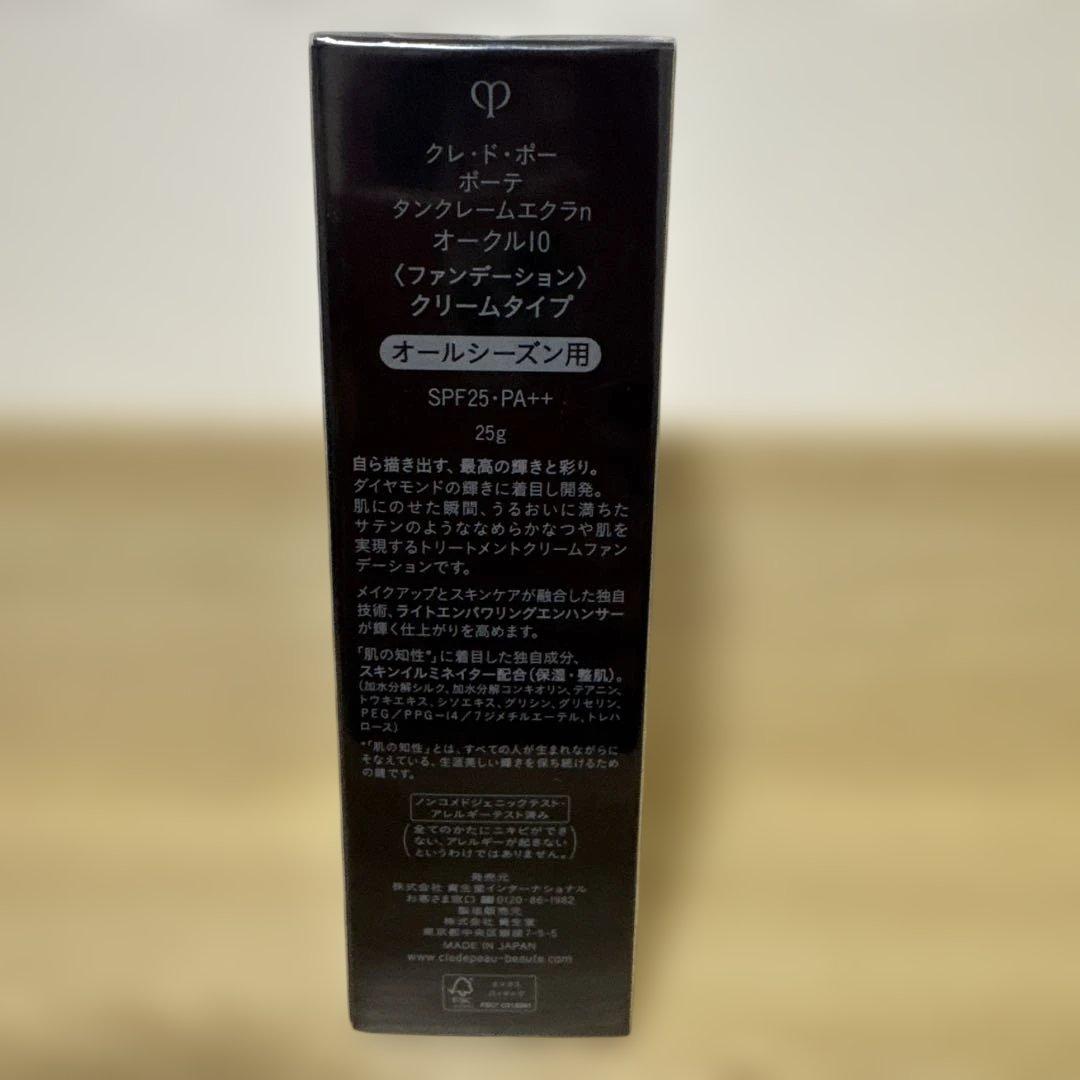 クレ・ド・ポー
ボーテ
タンクレームエクラn
オークル10
〈ファンデーション〉
クリームタイプ
オールシーズン用
SPF25・PA++
25g
自ら描き出す、最高の輝きと彩り。
ダイヤモンドの輝きに着目し開発。
肌にのせた瞬間、うるおいに満ちた
サテンのようななめらかなつや肌を
実現するトリートメントクリームファン
デーションです。
メイクアップとスキンケアが融合した独自
技術、ライトエンパワリングエンハンサー
が輝く仕上がりを高めます。
「肌の知性*」に着目した独自成分、
スキンイルミネイター配合(保湿・整肌)。
(加水分解シルク、加水分解コンキオリン、テアニン、
トウキエキス、シソエキス、グリシン、グリセリン、
PEG/PPG-14/7ジメチルエーテル、トレハ
ロース)
*「肌の知性」とは、すべての人が生まれながらに
そなえている、生涯美しい輝きを保ち続けるため
の鍵です。
ノンコメドジェニックテスト・
アレルギーテスト済み
(全てのかたにニキビができ
ない、アレルギーが起きない
というわけではありません。)
発売元
株式会社 資生堂インターナショナル
お客さま窓口 0120-86-1982
製造販売元
株式会社 資生堂
東京都中央区銀座7-5-5
MADE IN JAPAN
www.cledepeau-beaute.com
FSC